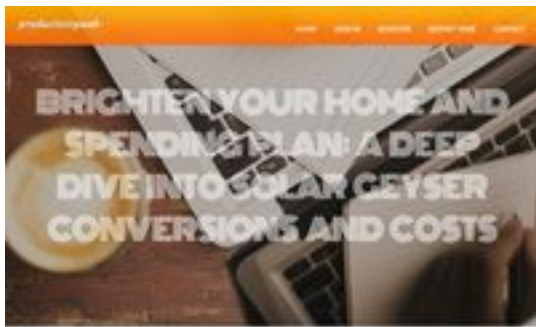 BRIGHTEN YOUR HOME AND
SPENDING PLAN: A DEEP
DIVE INTO SOLAR GEYSER
CONVERSIONS AND COSTS